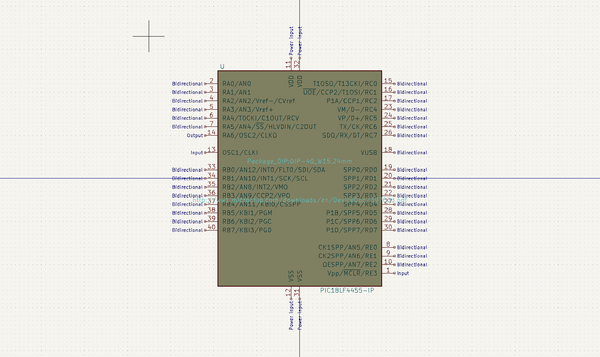 Power Input
Power Input
11
32
VDD
VDD
U
Bidirectional 2 RA0/AN0
Bidirectional 3 RA1/AN1
Bidirectional 4 RA2/AN2/Vref-/CVref
Bidirectional 5 RA3/AN3/Vref+
Bidirectional 6 RA4/T0CKI/C1OUT/RCV
Bidirectional 7 RA5/AN4/SS/HLVDIN/C2OUT
Output 14 RA6/OSC2/CLKO
Input 13 OSC1/CLKI
Bidirectional 33 RB0/AN12/INT0/FLT0/SDI/SDA
Bidirectional 34 RB1/AN10/INT1/SCK/SCL
Bidirectional 35 RB2/AN8/INT2/VMO
Bidirectional 36 RB3/AN9/CCP2/VPO
Bidirectional 37 RB4/AN11/KBI0/CSSPP
Bidirectional 38 RB5/KBI1/PGM
Bidirectional 39 RB6/KBI2/PGC
Bidirectional 40 RB7/KBI3/PGD
T1OSO/T13CKI/RC0 15 Bidirectional
UOE/CCP2/T1OSI/RC1 16 Bidirectional
P1A/CCP1/RC2 17 Bidirectional
VM/D-/RC4 23 Bidirectional
VP/D+/RC5 24 Bidirectional
TX/CK/RC6 25 Bidirectional
SDO/RX/DT/RC7 26 Bidirectional
VUSB 18 Bidirectional
Package_DIP:DIP-40_W15.24mm
SPP0/RD0 19 Bidirectional
SPP1/RD1 20 Bidirectional
SPP2/RD2 21 Bidirectional
SPP3/RD3 22 Bidirectional
SPP4/RD4 27 Bidirectional
P1B/SPP5/RD5 28 Bidirectional
P1C/SPP6/RD6 29 Bidirectional
P1D/SPP7/RD7 30 Bidirectional
CK1SPP/AN5/RE0 8 Bidirectional
CK2SPP/AN6/RE1 9 Bidirectional
OESPP/AN7/RE2 10 Bidirectional
Vpp/MCLR/RE3 1 Input
VSS
VSS
PIC18LF4455-IP
12
31
Power Input
Power Input